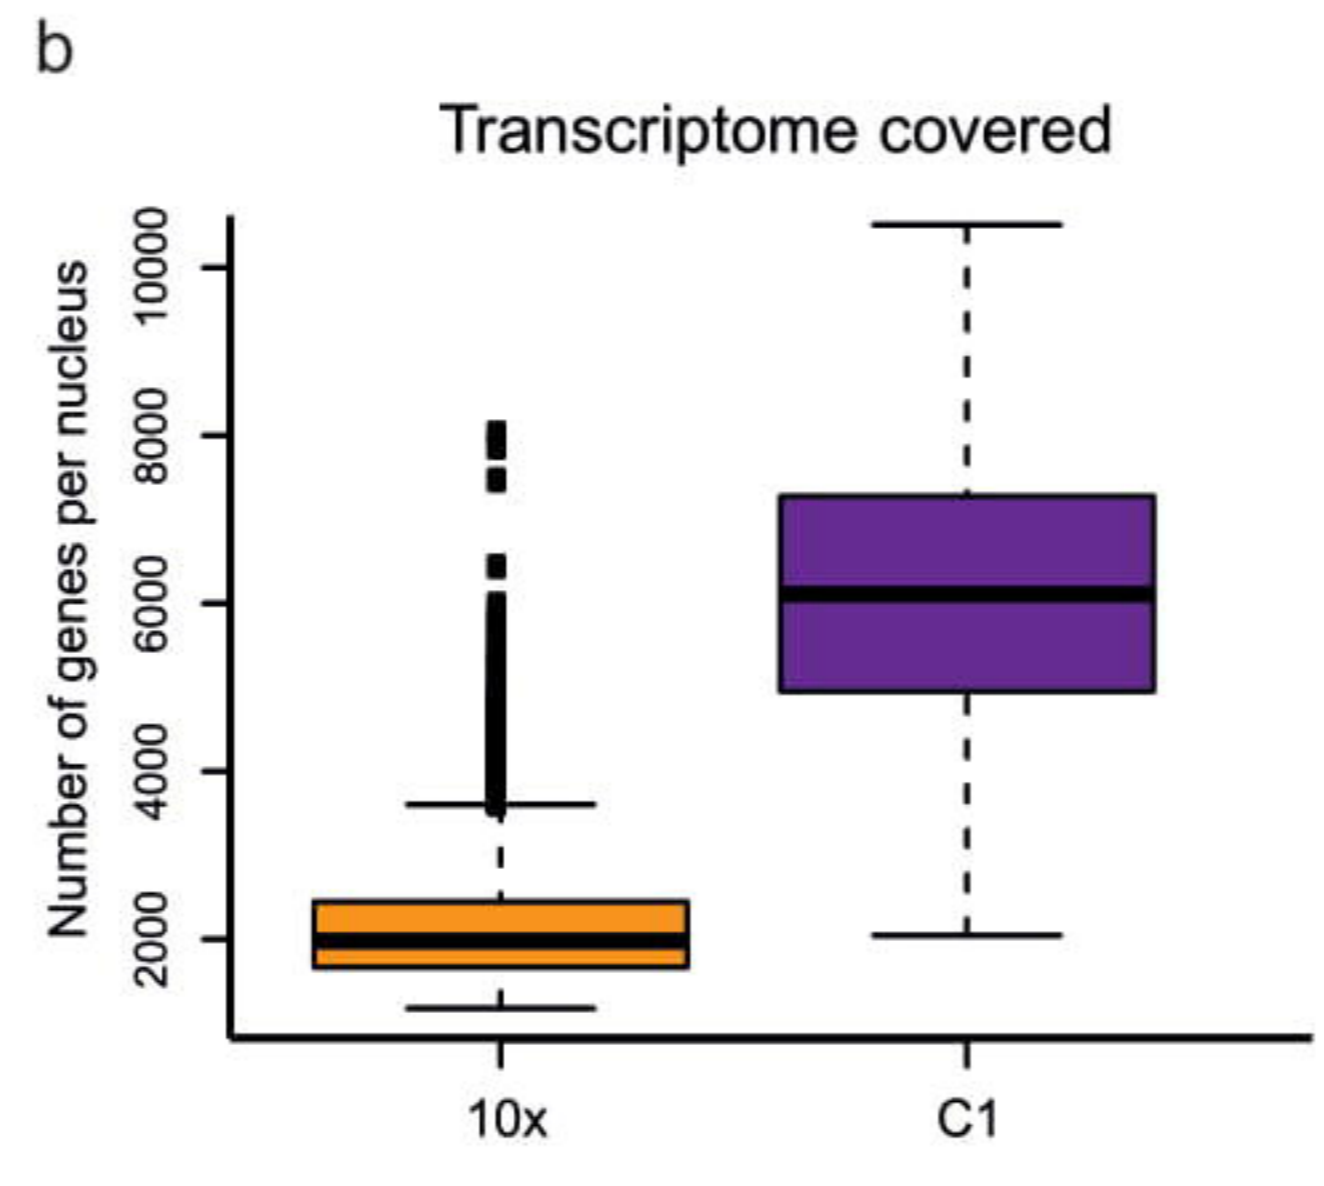 b
Transcriptome covered
Number of genes per nucleus
10000
8000
6000
4000
2000
10x
C1